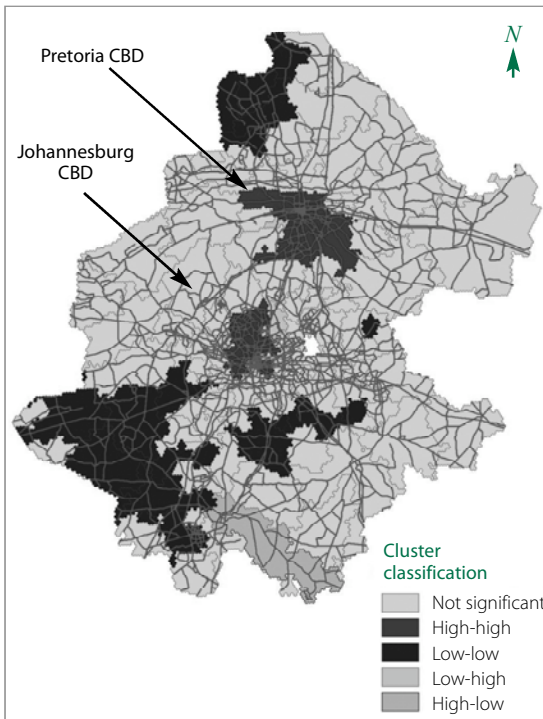 Pretoria CBD
N
Johannesburg
CBD
Cluster
classification
Not significant
High-high
Low-low
Low-high
High-low